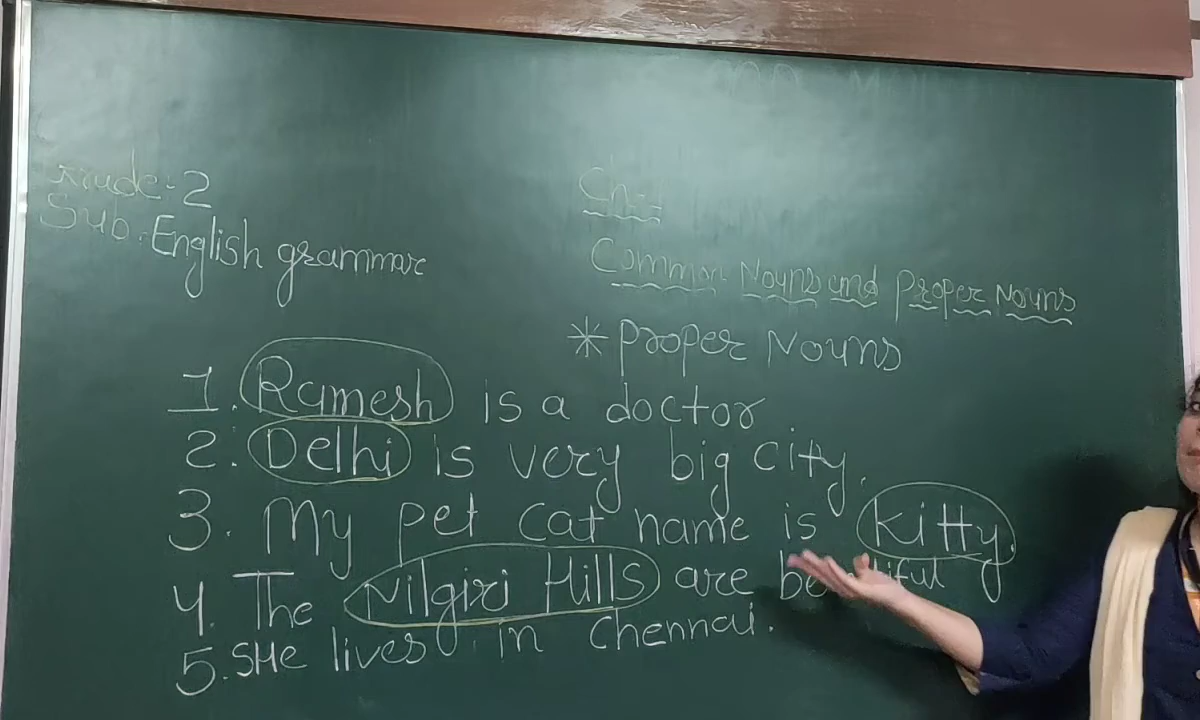 Grade:-2
Sub:-English grammar
Ch:-
Common Nouns and Proper Nouns
* Proper Nouns
1. Ramesh is a doctor
2. Delhi is very big city.
3. My pet cat name is Kitty.
4. The Nilgiri Hills are beautiful
5. SHe lives in Chennai.